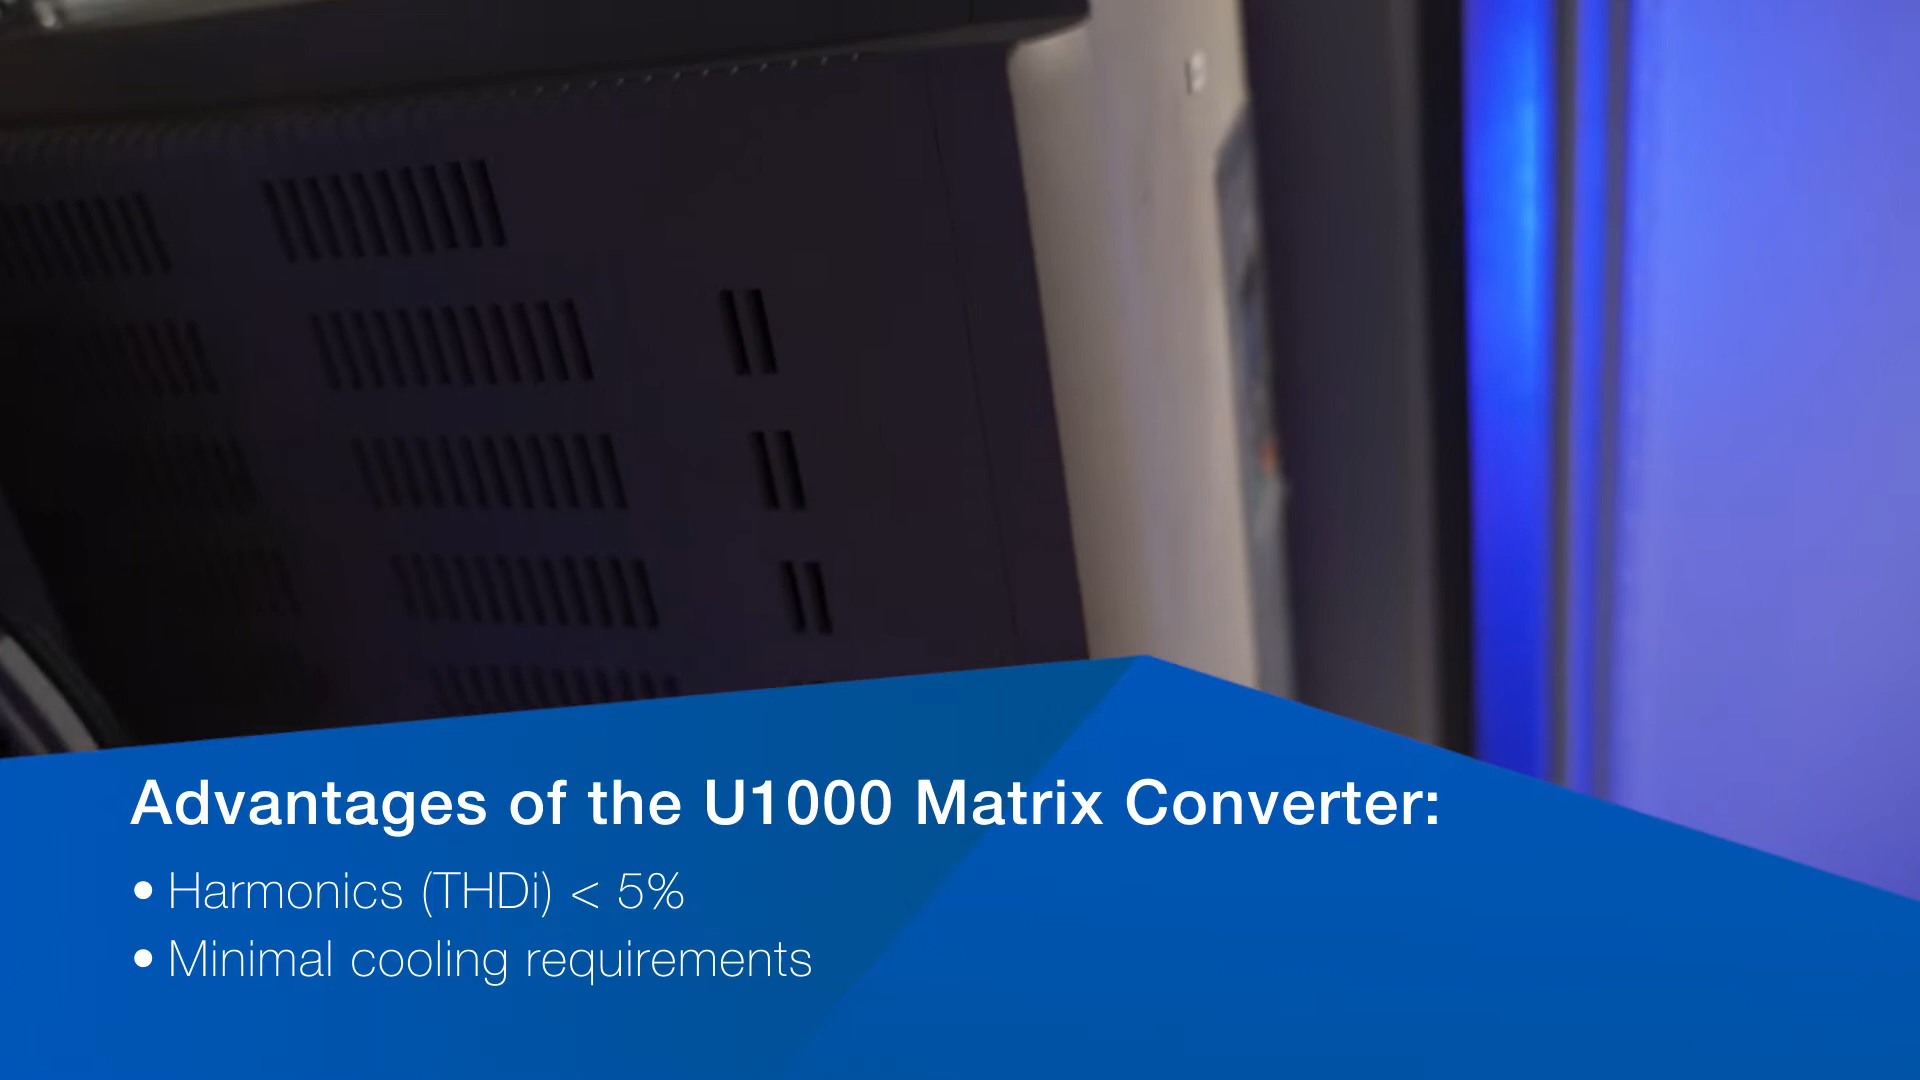 Advantages of the U1000 Matrix Converter:
• Harmonics (THDi) < 5%
• Minimal cooling requirements